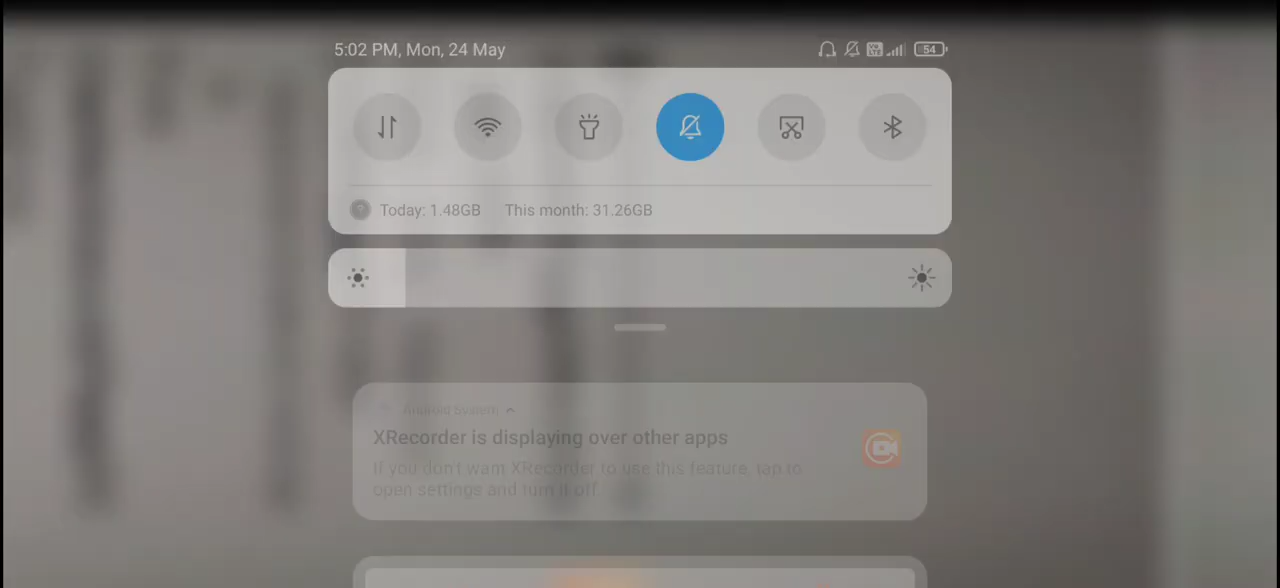 5:02 PM, Mon, 24 May
54
Today: 1.48GB This month: 31.26GB
Android System
XRecorder is displaying over other apps
If you don't want XRecorder to use this feature, tap to
open settings and turn it off.